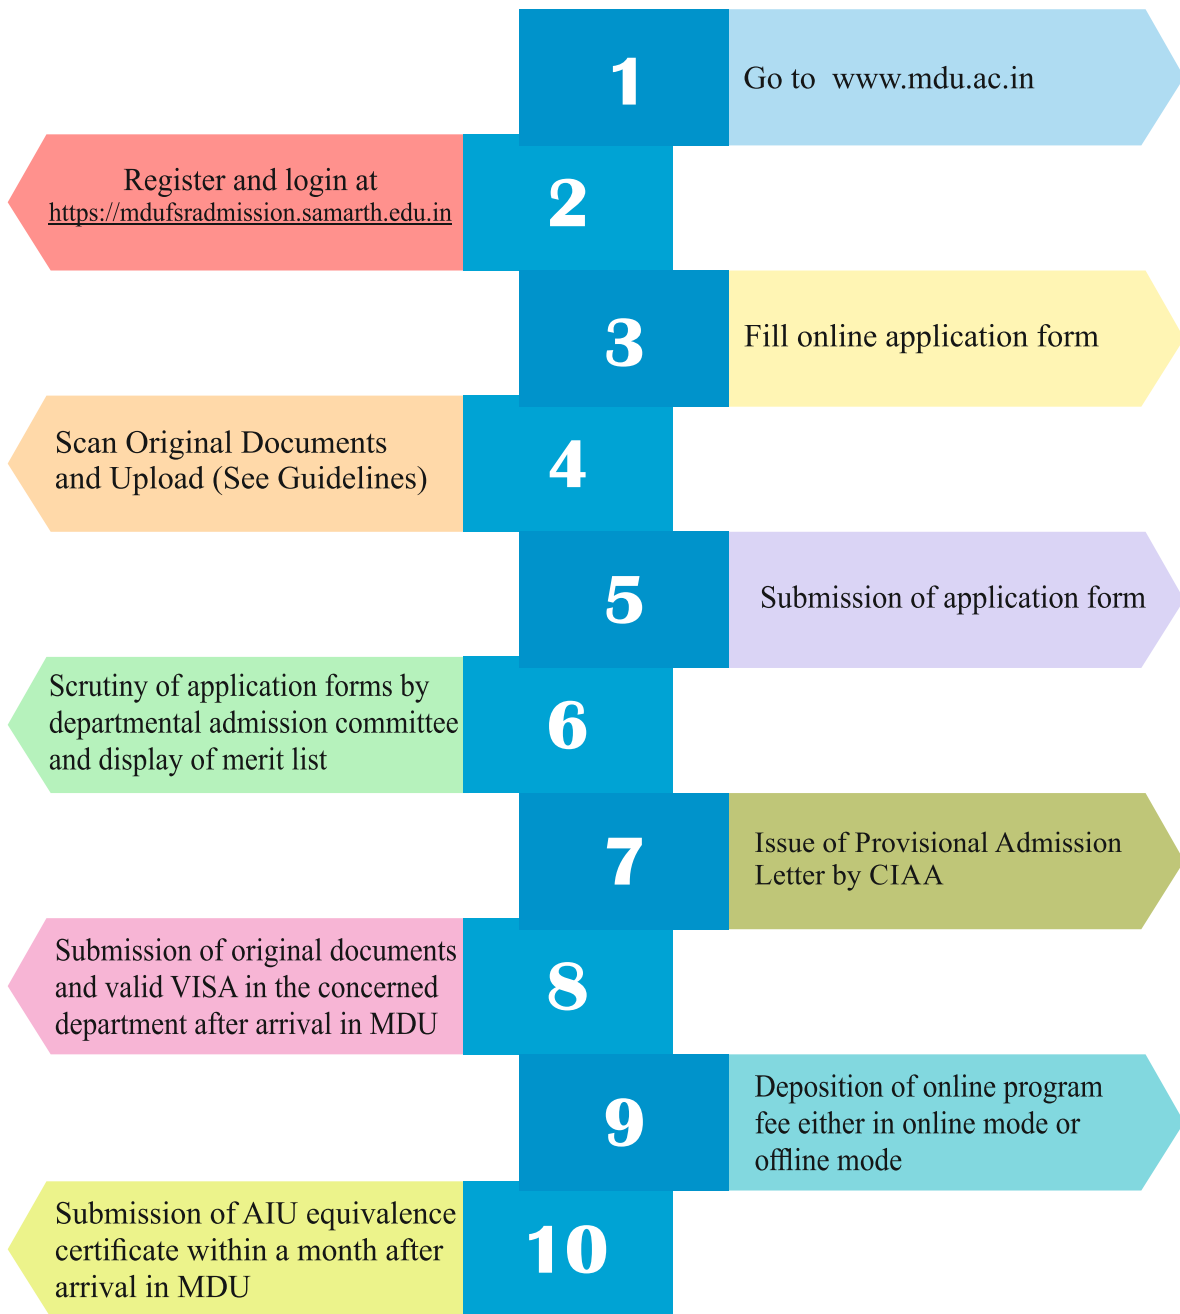 1
Go to www.mdu.ac.in
2
Register and login at
https://mdufsradmission.samarth.edu.in
3
Fill online application form
4
Scan Original Documents
and Upload (See Guidelines)
5
Submission of application form
6
Scrutiny of application forms by
departmental admission committee
and display of merit list
7
Issue of Provisional Admission
Letter by CIAA
8
Submission of original documents
and valid VISA in the concerned
department after arrival in MDU
9
Deposition of online program
fee either in online mode or
offline mode
10
Submission of AIU equivalence
certificate within a month after
arrival in MDU